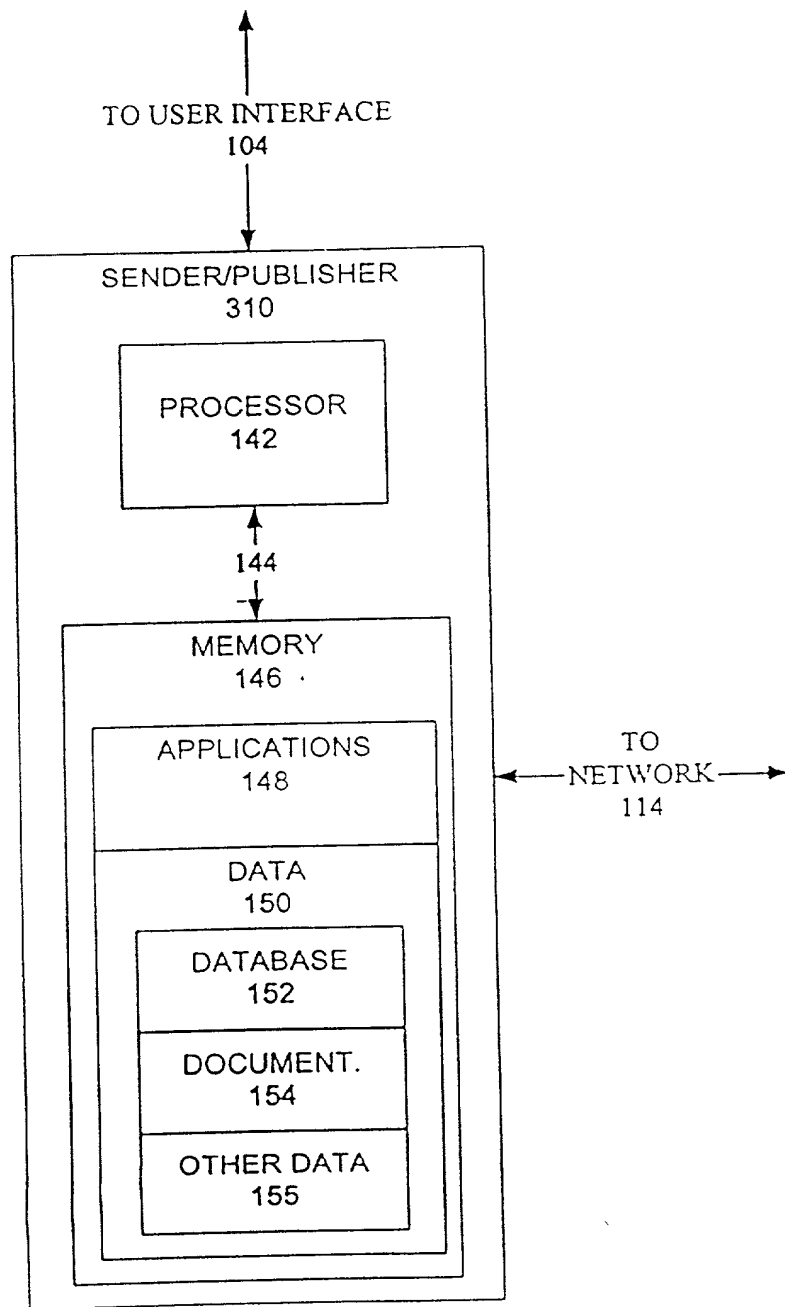 TO USER INTERFACE
104
SENDER/PUBLISHER
310
PROCESSOR
142
144
MEMORY
146
APPLICATIONS
148
TO
NETWORK
114
DATA
150
DATABASE
152
DOCUMENT.
154
OTHER DATA
155